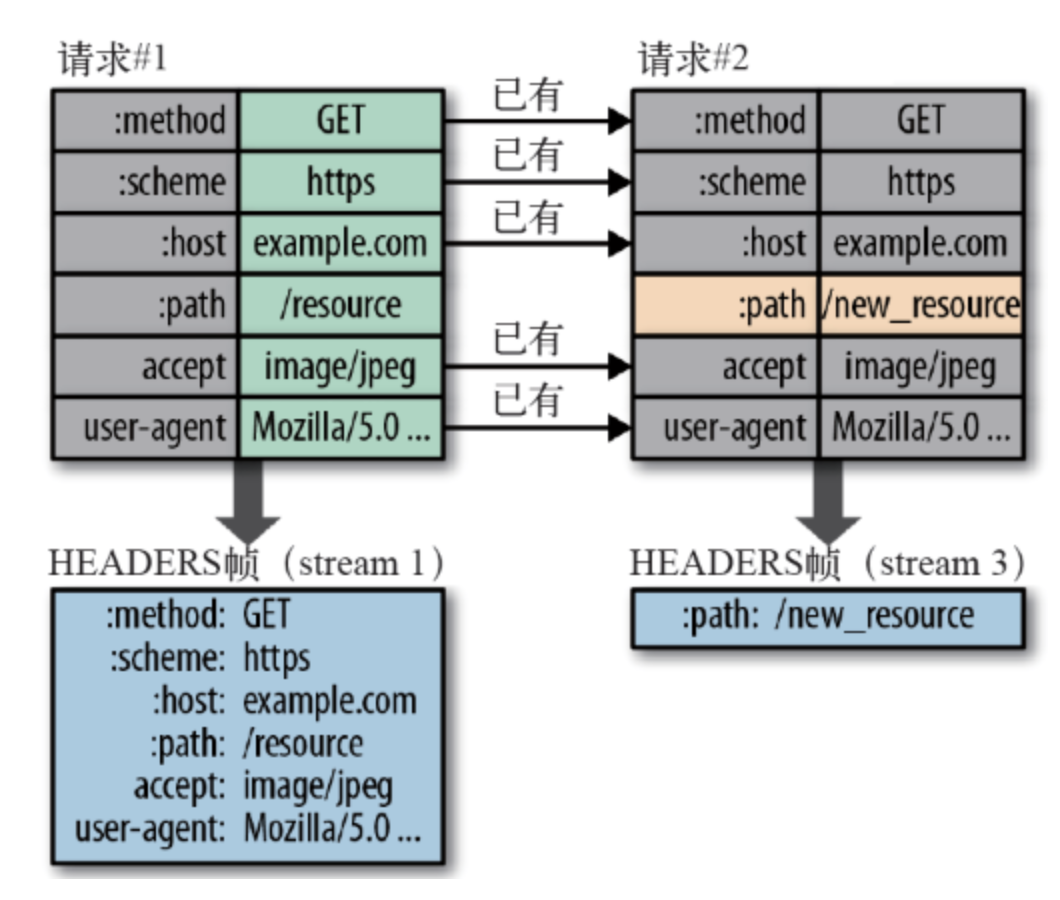 请求#1
请求#2
:method GET 已有 :method GET
:scheme https 已有 :scheme https
:host example.com 已有 :host example.com
:path /resource :path /new_resource
accept image/jpeg 已有 accept image/jpeg
user-agent Mozilla/5.0 ... 已有 user-agent Mozilla/5.0 ...
HEADERS帧（stream 1）
HEADERS帧（stream 3）
:method: GET
:scheme: https
:host: example.com
:path: /resource
accept: image/jpeg
user-agent: Mozilla/5.0 ...
:path: /new_resource